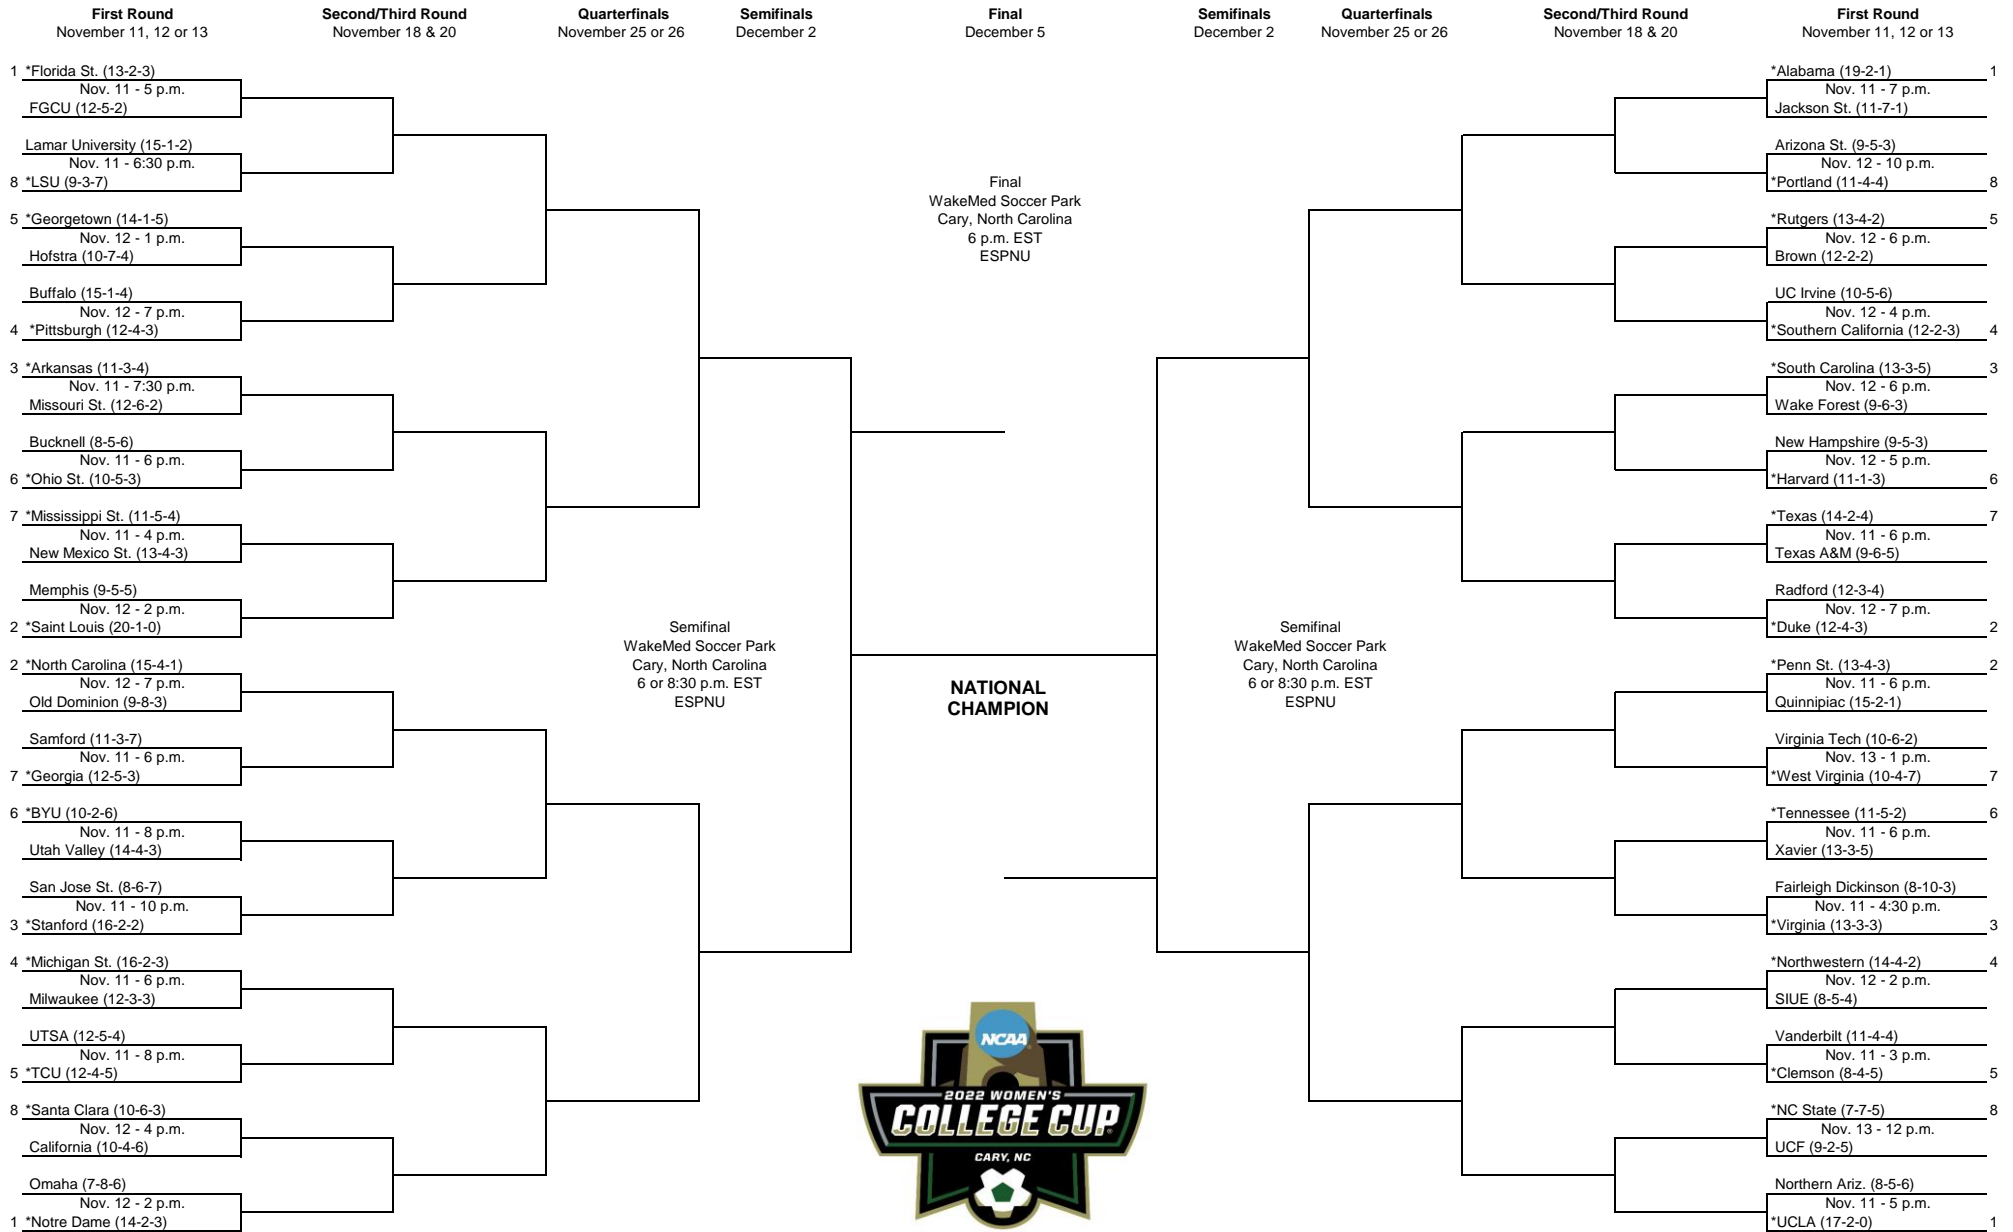 First Round
November 11, 12 or 13
Second/Third Round
November 18 & 20
Quarterfinals
November 25 or 26
Semifinals
December 2
Final
December 5
Semifinals
December 2
Quarterfinals
November 25 or 26
Second/Third Round
November 18 & 20
First Round
November 11, 12 or 13
1 *Florida St. (13-2-3)
Nov. 11 - 5 p.m.
FGCU (12-5-2)
Lamar University (15-1-2)
Nov. 11 - 6:30 p.m.
8 *LSU (9-3-7)
5 *Georgetown (14-1-5)
Nov. 12 - 1 p.m.
Hofstra (10-7-4)
Buffalo (15-1-4)
Nov. 12 - 7 p.m.
4 *Pittsburgh (12-4-3)
3 *Arkansas (11-3-4)
Nov. 11 - 7:30 p.m.
Missouri St. (12-6-2)
Bucknell (8-5-6)
Nov. 11 - 6 p.m.
6 *Ohio St. (10-5-3)
7 *Mississippi St. (11-5-4)
Nov. 11 - 4 p.m.
New Mexico St. (13-4-3)
Memphis (9-5-5)
Nov. 12 - 2 p.m.
2 *Saint Louis (20-1-0)
2 *North Carolina (15-4-1)
Nov. 12 - 7 p.m.
Old Dominion (9-8-3)
Samford (11-3-7)
Nov. 11 - 6 p.m.
7 *Georgia (12-5-3)
6 *BYU (10-2-6)
Nov. 11 - 8 p.m.
Utah Valley (14-4-3)
San Jose St. (8-6-7)
Nov. 11 - 10 p.m.
3 *Stanford (16-2-2)
4 *Michigan St. (16-2-3)
Nov. 11 - 6 p.m.
Milwaukee (12-3-3)
UTSA (12-5-4)
Nov. 11 - 8 p.m.
5 *TCU (12-4-5)
8 *Santa Clara (10-6-3)
Nov. 12 - 4 p.m.
California (10-4-6)
Omaha (7-8-6)
Nov. 12 - 2 p.m.
1 *Notre Dame (14-2-3)
Final
WakeMed Soccer Park
Cary, North Carolina
6 p.m. EST
ESPNU
Semifinal
WakeMed Soccer Park
Cary, North Carolina
6 or 8:30 p.m. EST
ESPNU
NATIONAL
CHAMPION
Semifinal
WakeMed Soccer Park
Cary, North Carolina
6 or 8:30 p.m. EST
ESPNU
NCAA
2022 WOMEN'S
COLLEGE CUP
CARY, NC
*Alabama (19-2-1) 1
Nov. 11 - 7 p.m.
Jackson St. (11-7-1)
Arizona St. (9-5-3)
Nov. 12 - 10 p.m.
*Portland (11-4-4) 8
*Rutgers (13-4-2) 5
Nov. 12 - 6 p.m.
Brown (12-2-2)
UC Irvine (10-5-6)
Nov. 12 - 4 p.m.
*Southern California (12-2-3) 4
*South Carolina (13-3-5) 3
Nov. 12 - 6 p.m.
Wake Forest (9-6-3)
New Hampshire (9-5-3)
Nov. 12 - 5 p.m.
*Harvard (11-1-3) 6
*Texas (14-2-4) 7
Nov. 11 - 6 p.m.
Texas A&M (9-6-5)
Radford (12-3-4)
Nov. 12 - 7 p.m.
*Duke (12-4-3) 2
*Penn St. (13-4-3) 2
Nov. 11 - 6 p.m.
Quinnipiac (15-2-1)
Virginia Tech (10-6-2)
Nov. 13 - 1 p.m.
*West Virginia (10-4-7) 7
*Tennessee (11-5-2) 6
Nov. 11 - 6 p.m.
Xavier (13-3-5)
Fairleigh Dickinson (8-10-3)
Nov. 11 - 4:30 p.m.
*Virginia (13-3-3) 3
*Northwestern (14-4-2) 4
Nov. 12 - 2 p.m.
SIUE (8-5-4)
Vanderbilt (11-4-4)
Nov. 11 - 3 p.m.
*Clemson (8-4-5) 5
*NC State (7-7-5) 8
Nov. 13 - 12 p.m.
UCF (9-2-5)
Northern Ariz. (8-5-6)
Nov. 11 - 5 p.m.
*UCLA (17-2-0) 1